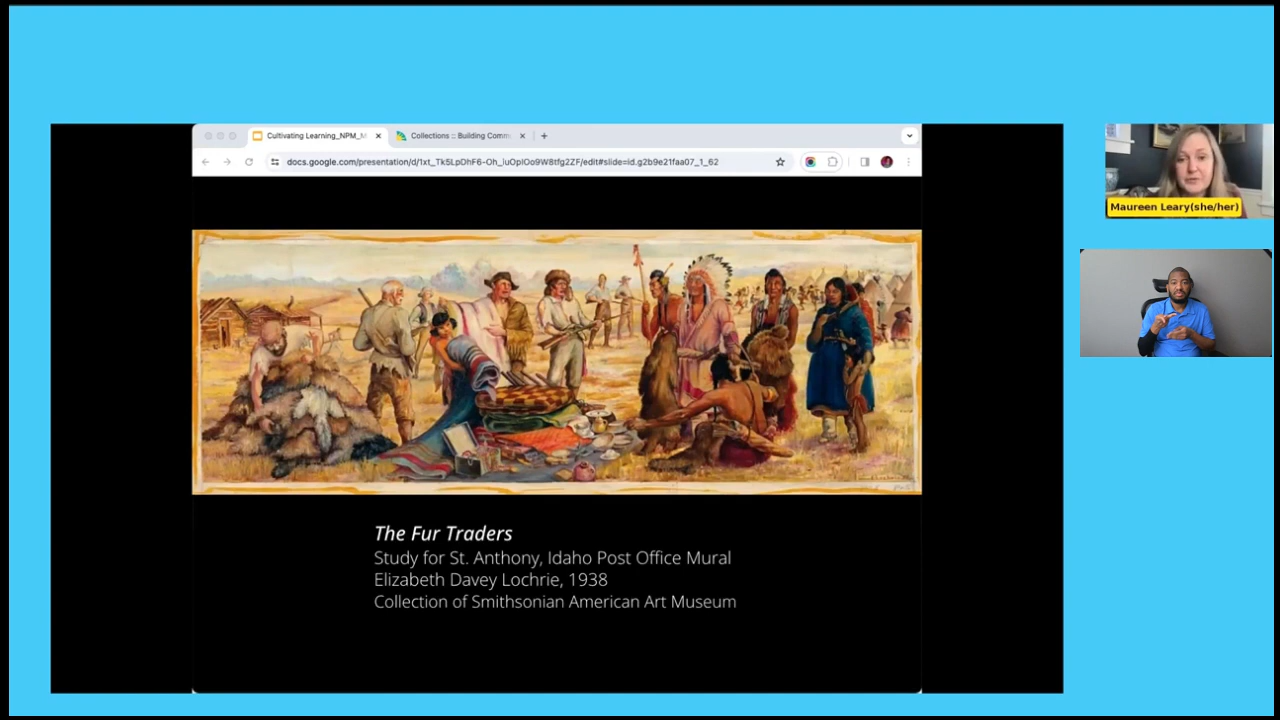 Cultivating Learning_NPM_M
Collections :: Building Comm
docs.google.com/presentation/d/1xt_Tk5LpDhF6-Oh_iuOpIOo9W8tfg2ZF/edit#slide=id.g2b9e21faa07_1_62
Maureen Leary(she/her)
The Fur Traders
Study for St. Anthony, Idaho Post Office Mural
Elizabeth Davey Lochrie, 1938
Collection of Smithsonian American Art Museum